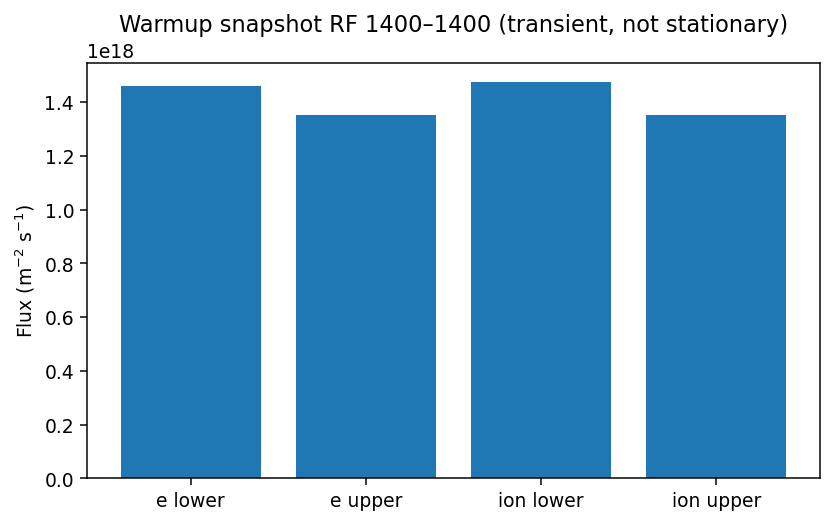 Warmup snapshot RF 1400–1400 (transient, not stationary)
1e18
1.4
1.2
1.0
0.8
0.6
0.4
0.2
0.0
Flux (m⁻² s⁻¹)
e lower e upper ion lower ion upper